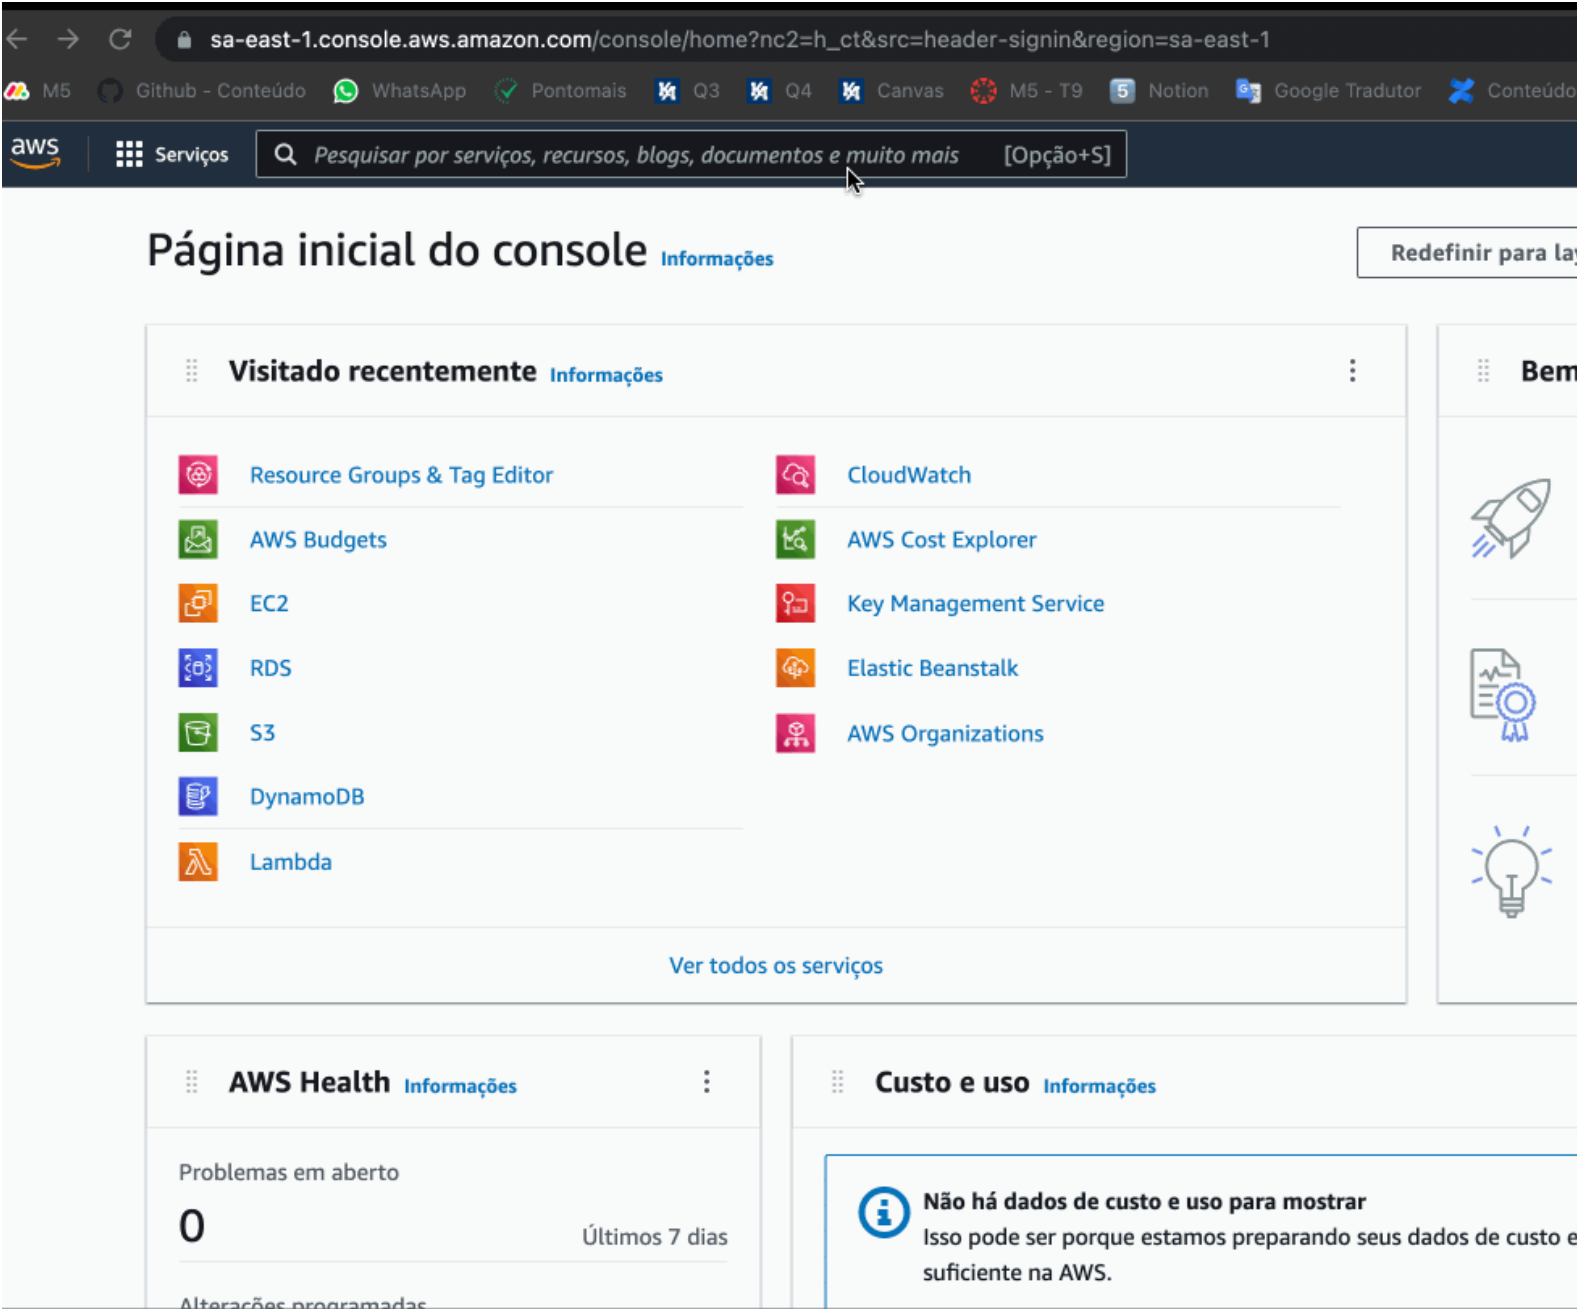 sa-east-1.console.aws.amazon.com/console/home?nc2=h_ct&src=header-signin&region=sa-east-1
M5 Github - Conteúdo WhatsApp Pontomais Q3 Q4 Canvas M5 - T9 5 Notion Google Tradutor Conteúdo
aws Serviços Pesquisar por serviços, recursos, blogs, documentos e muito mais [Opção+S]
Página inicial do console Informações
Redefinir para lay
Visitado recentemente Informações
Bem
Resource Groups & Tag Editor
AWS Budgets
EC2
RDS
S3
DynamoDB
Lambda
CloudWatch
AWS Cost Explorer
Key Management Service
Elastic Beanstalk
AWS Organizations
Ver todos os serviços
AWS Health Informações
Problemas em aberto
0
Últimos 7 dias
Alterações programadas
Custo e uso Informações
Não há dados de custo e uso para mostrar
Isso pode ser porque estamos preparando seus dados de custo e
suficiente na AWS.